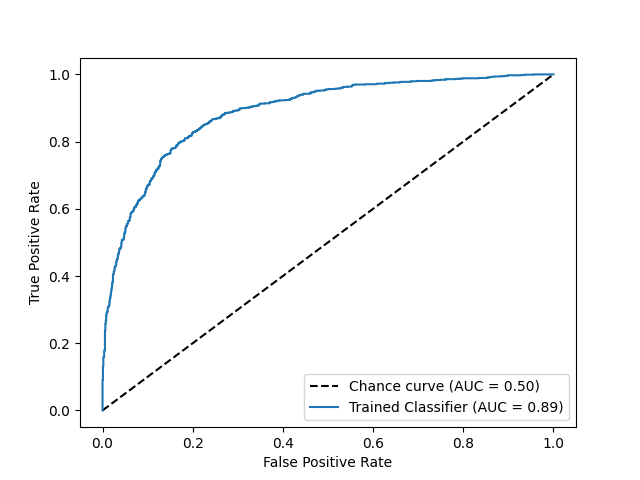 1.0
0.8
0.6
0.4
0.2
0.0
True Positive Rate
Chance curve (AUC = 0.50)
Trained Classifier (AUC = 0.89)
0.0 0.2 0.4 0.6 0.8 1.0
False Positive Rate